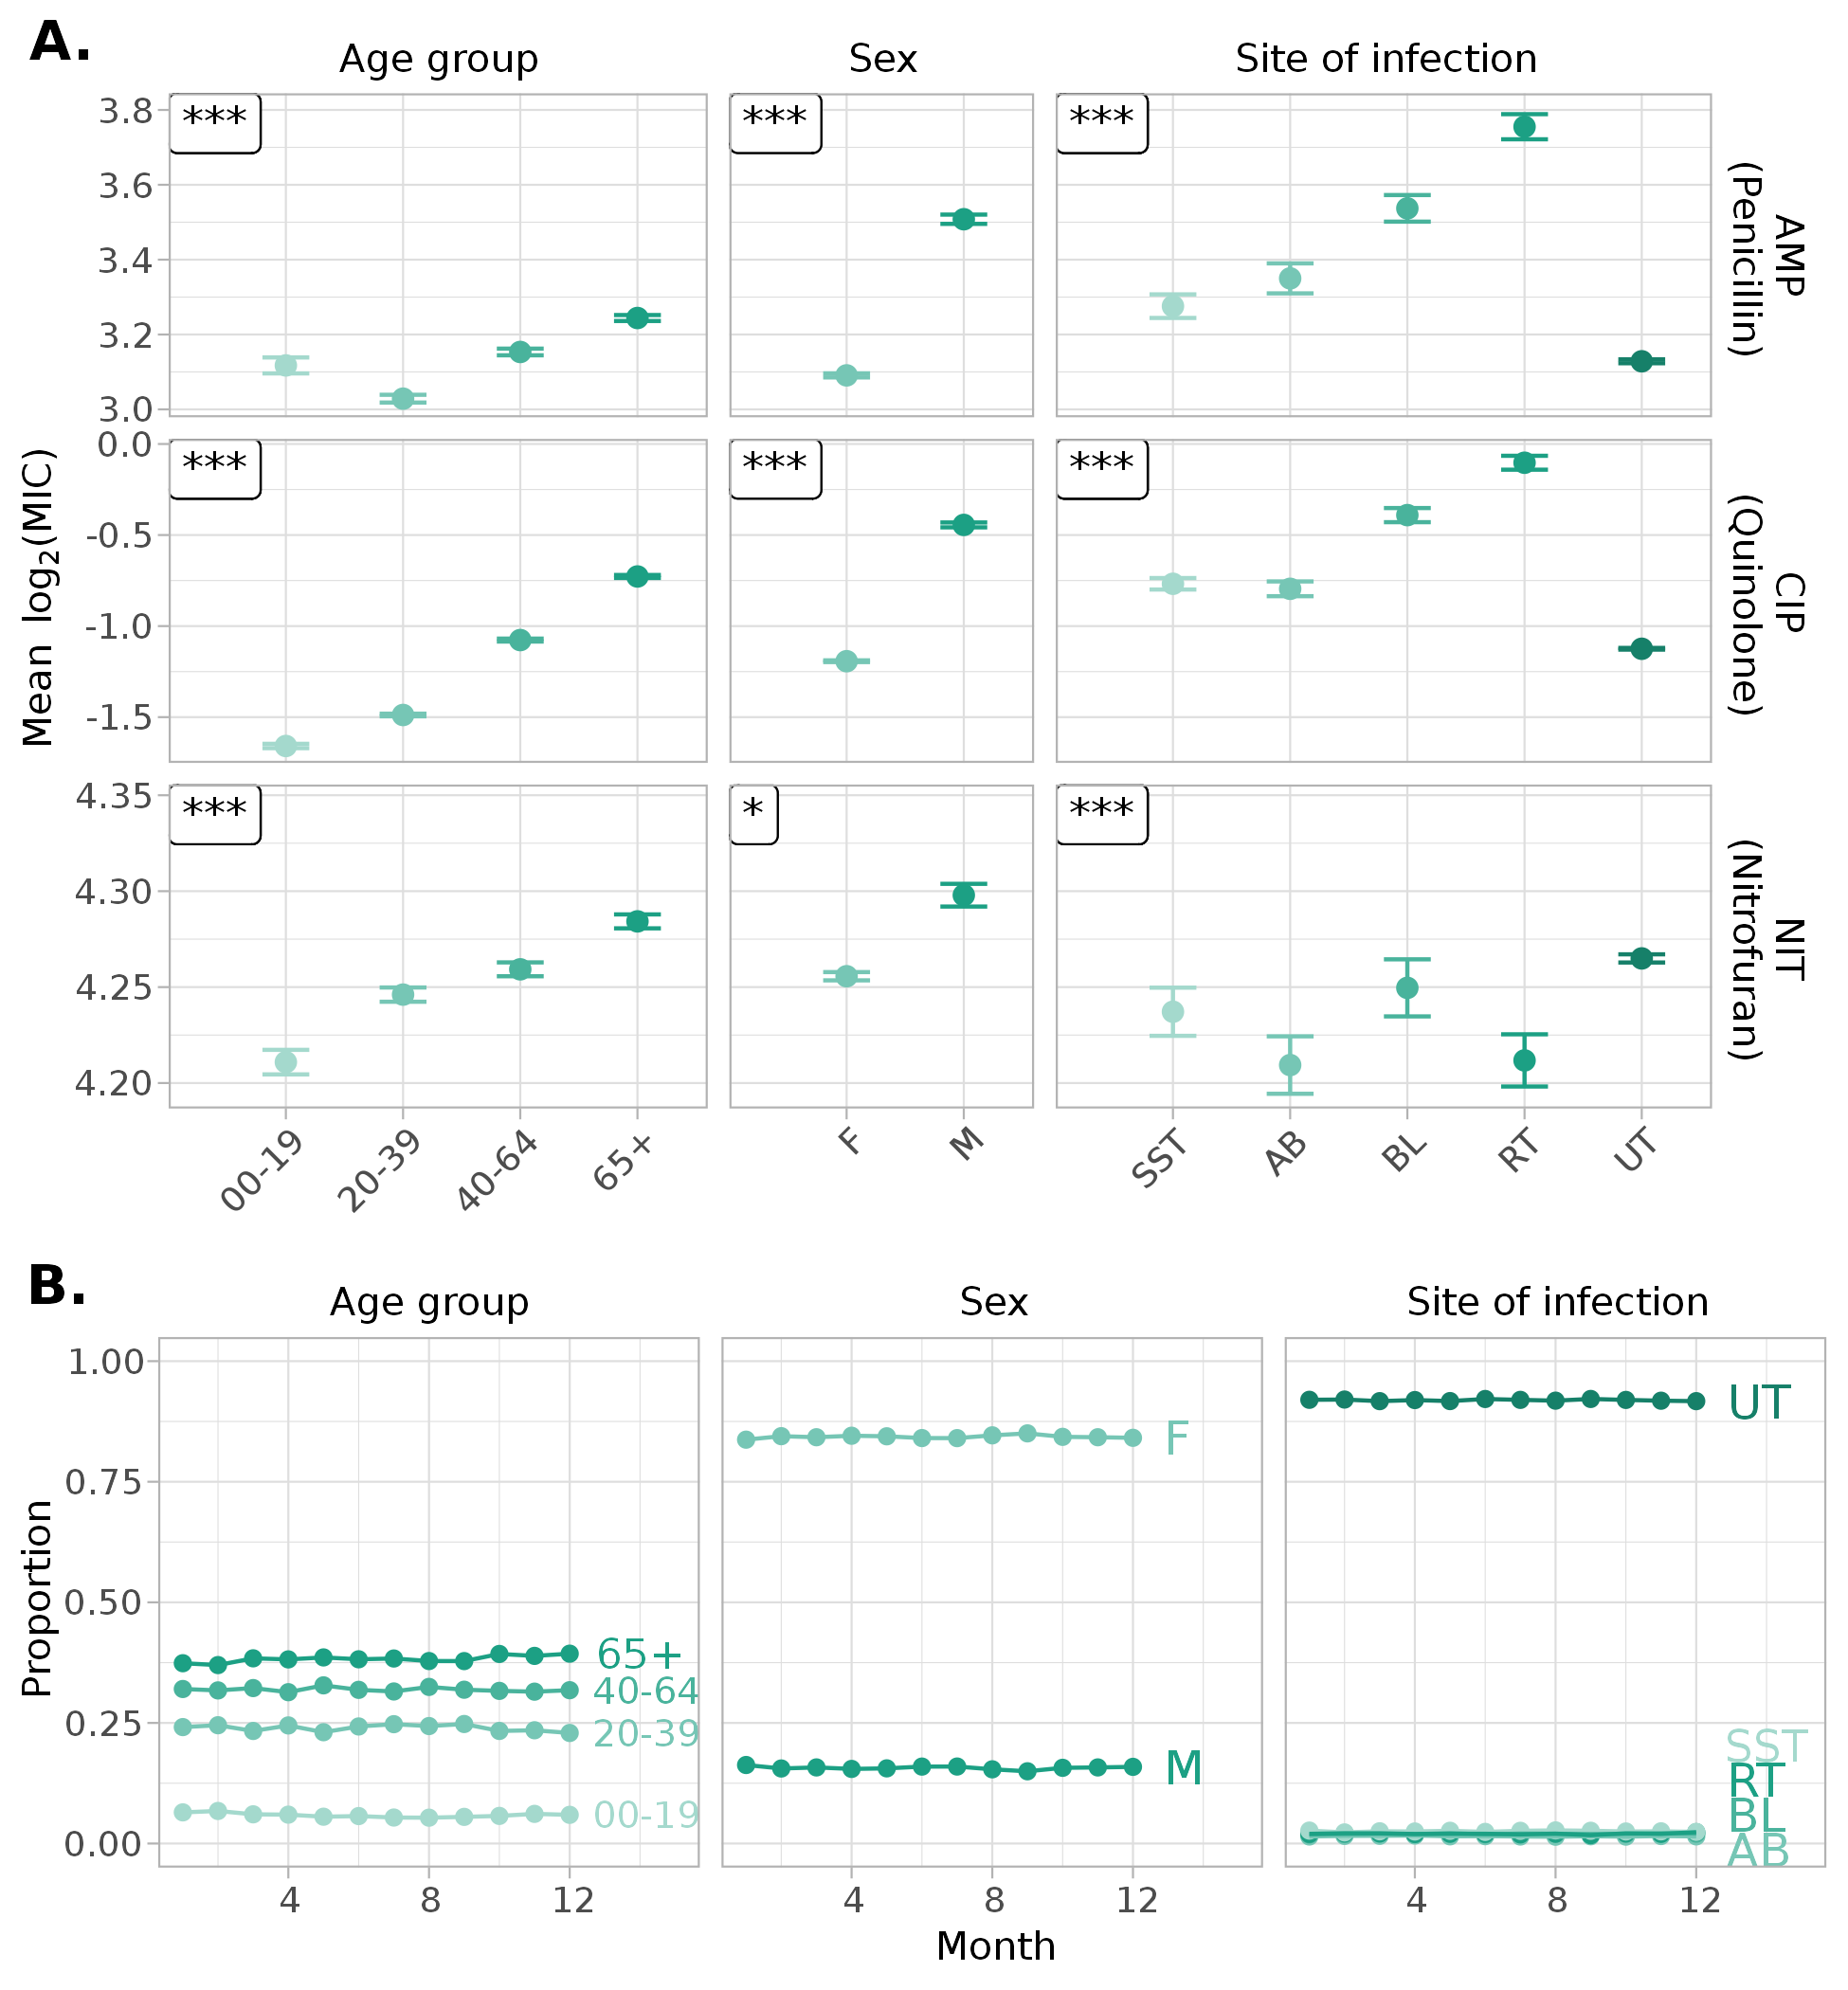 A.
Age group
Sex
Site of infection
Mean log₂(MIC)
3.8
3.6
3.4
3.2
3.0
***
***
***
AMP
(Penicillin)
0.0
-0.5
-1.0
-1.5
***
***
***
CIP
(Quinolone)
4.35
4.30
4.25
4.20
***
*
***
NIT
(Nitrofuran)
00-19
20-39
40-64
65+
F
M
SST
AB
BL
RT
UT
B.
Age group
Sex
Site of infection
Proportion
1.00
0.75
0.50
0.25
0.00
65+
40-64
20-39
00-19
F
M
UT
SST
RT
BL
AB
4
8
12
4
8
12
4
8
12
Month